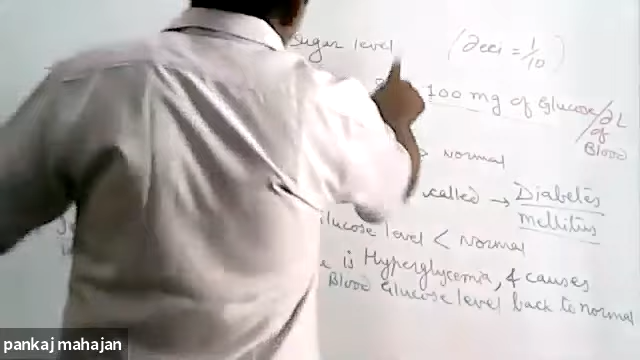 Sugar level (Deci = 1/10)
100 mg of Glucose/dL of Blood
> Normal
called → Diabetes mellitus
Glucose level < Normal
is Hyperglycemia, & causes
Blood Glucose level back to normal
pankaj mahajan